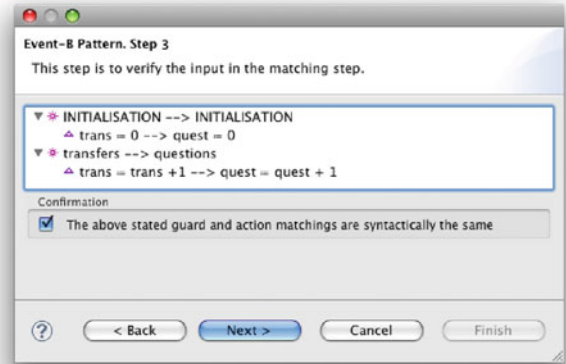 Event-B Pattern. Step 3
This step is to verify the input in the matching step.
INITIALISATION --> INITIALISATION
trans = 0 --> quest = 0
transfers --> questions
trans = trans +1 --> quest = quest + 1
Confirmation
The above stated guard and action matchings are syntactically the same
?
< Back
Next >
Cancel
Finish